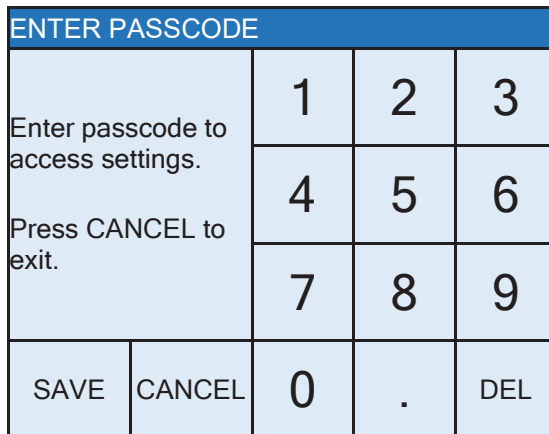 ENTER PASSCODE
Enter passcode to
access settings.
Press CANCEL to
exit.
1 2 3
4 5 6
7 8 9
SAVE CANCEL 0 . DEL